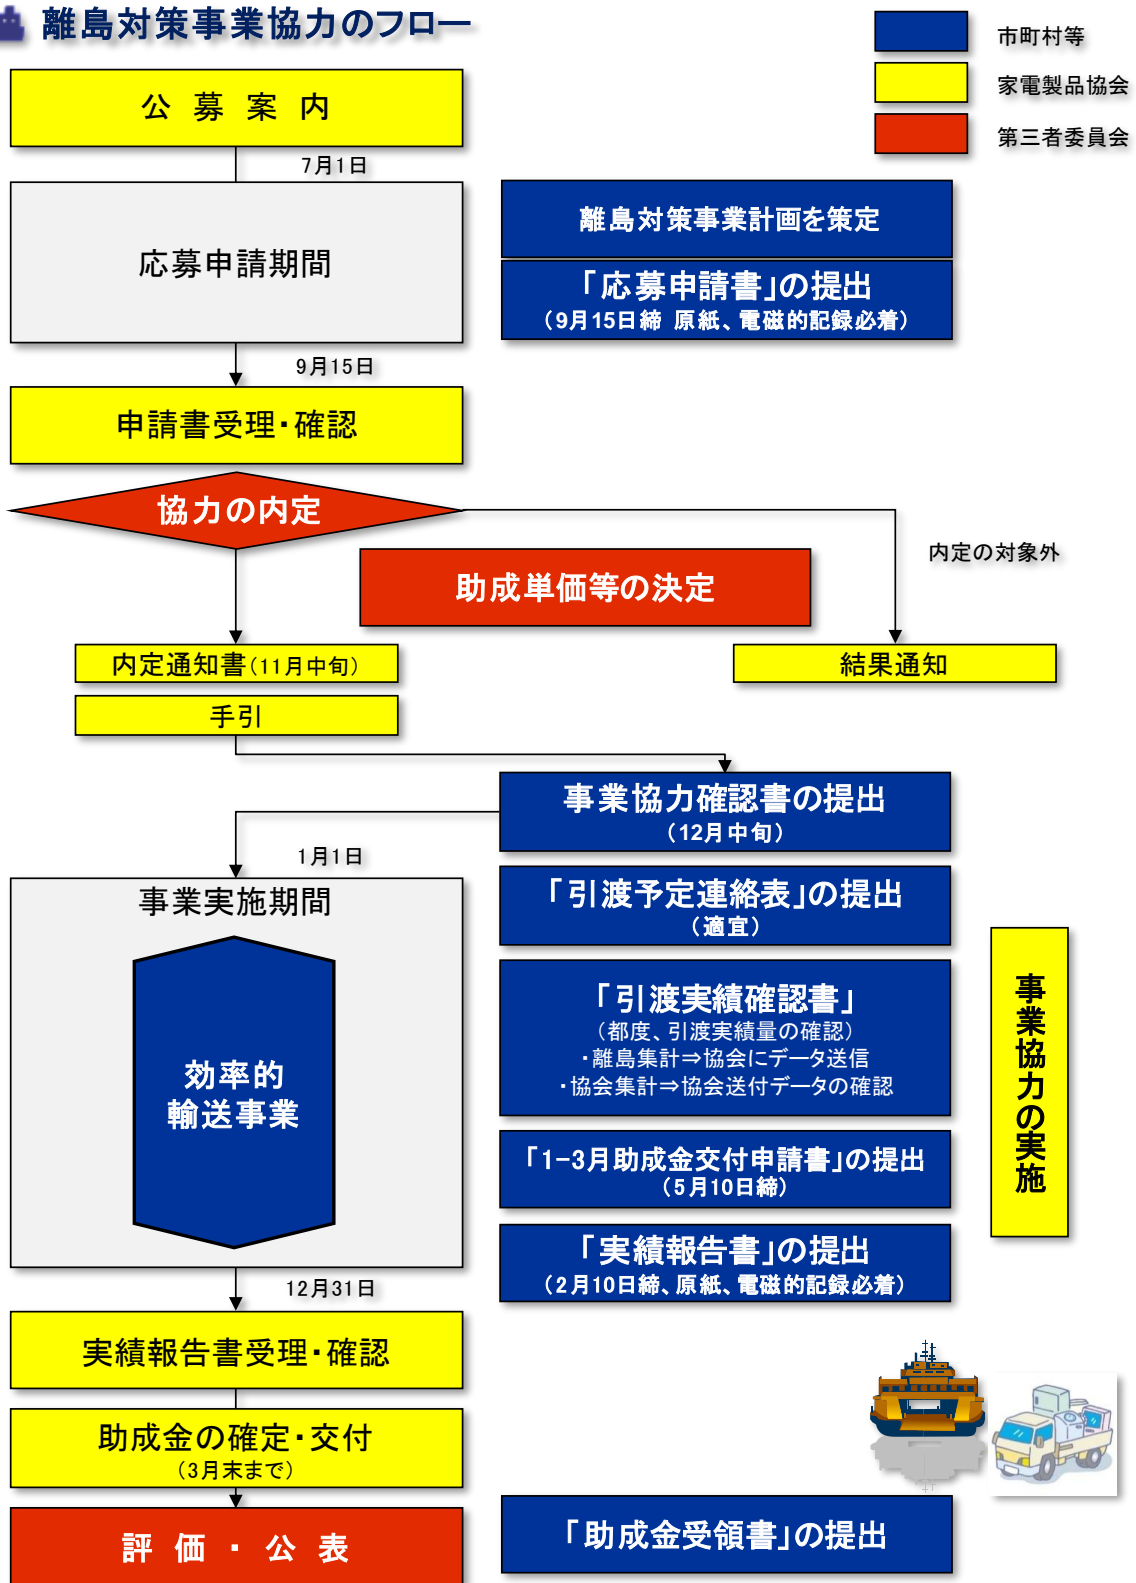 離島対策事業協力のフロー
市町村等
家電製品協会
第三者委員会
公 募 案 内
7月1日
応募申請期間
離島対策事業計画を策定
「応募申請書」の提出
(9月15日締 原紙、電磁的記録必着)
9月15日
申請書受理・確認
協力の内定
内定の対象外
助成単価等の決定
内定通知書(11月中旬)
結果通知
手引
事業協力確認書の提出
(12月中旬)
1月1日
事業実施期間
効率的
輸送事業
「引渡予定連絡表」の提出
(適宜)
「引渡実績確認書」
(都度、引渡実績量の確認)
・離島集計⇒協会にデータ送信
・協会集計⇒協会送付データの確認
「1-3月助成金交付申請書」の提出
(5月10日締)
「実績報告書」の提出
(2月10日締、原紙、電磁的記録必着)
事業協力の実施
12月31日
実績報告書受理・確認
助成金の確定・交付
(3月末まで)
評 価 ・ 公 表
「助成金受領書」の提出